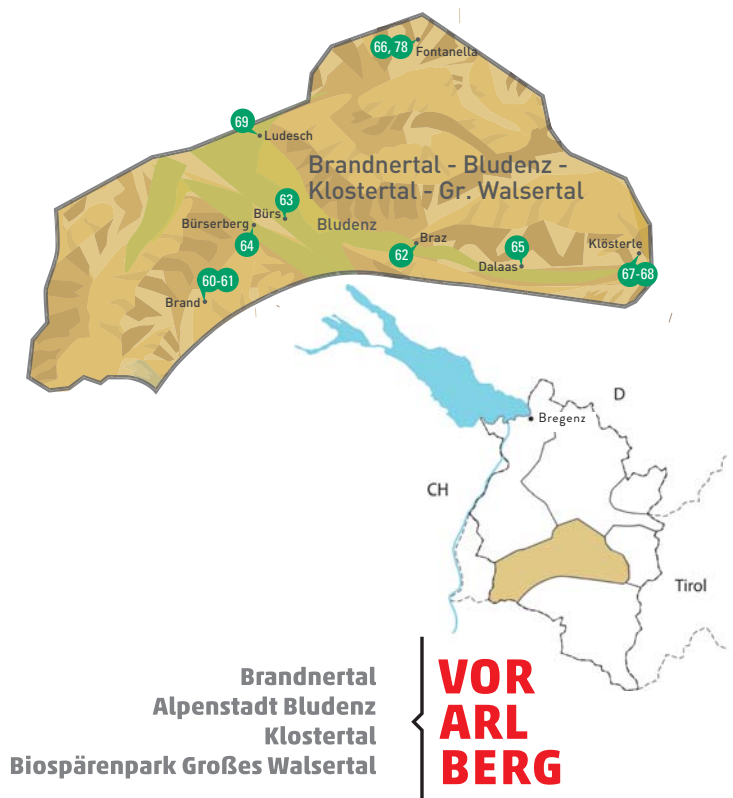 66, 78
Fontanella
69
Ludesch
Brandnertal - Bludenz -
Klostertal - Gr. Walsertal
63
Bürs
Bürserberg
Bludenz
64
Braz
62
65
Dalaas
Klösterle
67-68
60-61
Brand
D
Bregenz
CH
Tirol
Brandnertal
Alpenstadt Bludenz
Klostertal
Biospärenpark Großes Walsertal
VOR
ARL
BERG